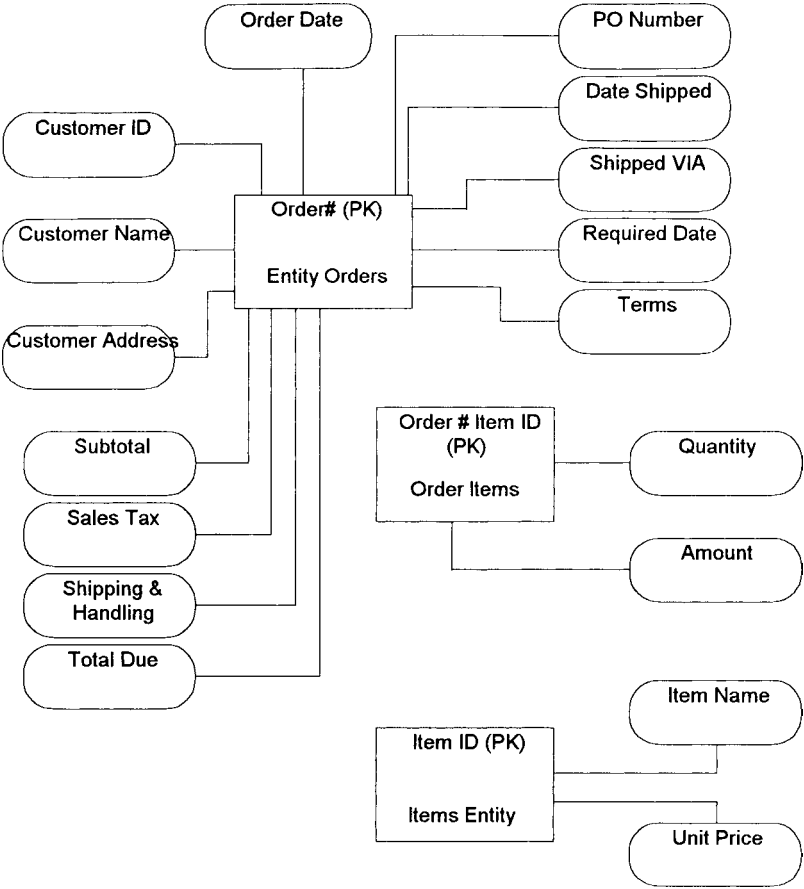 Order Date
PO Number
Date Shipped
Customer ID
Shipped VIA
Order# (PK)
Customer Name
Required Date
Entity Orders
Terms
Customer Address
Order # Item ID
(PK)
Order Items
Subtotal
Quantity
Sales Tax
Amount
Shipping &
Handling
Total Due
Item Name
Item ID (PK)
Items Entity
Unit Price